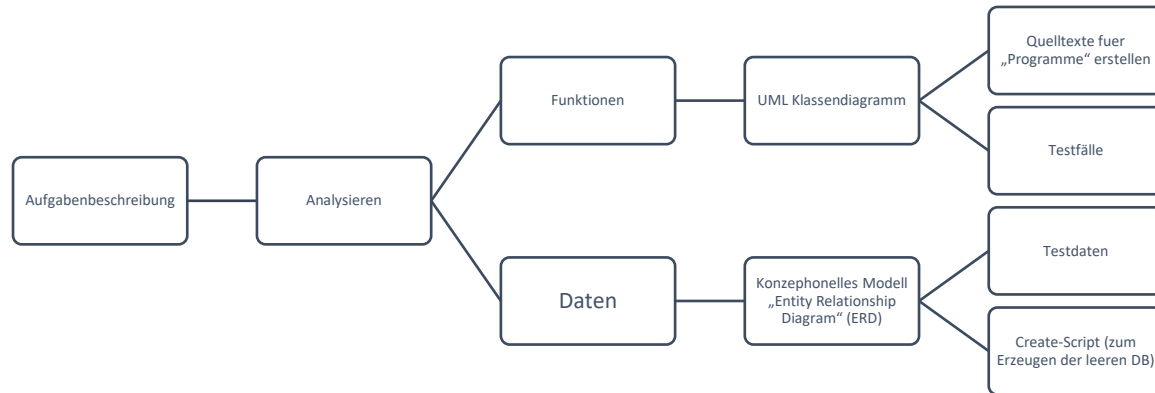 Aufgabenbeschreibung
Analysieren
Funktionen
UML Klassendiagramm
Quelltexte fuer
„Programme“ erstellen
Testfälle
Daten
Konzephonelles Modell
„Entity Relationship
Diagram“ (ERD)
Testdaten
Create-Script (zum
Erzeugen der leeren DB)